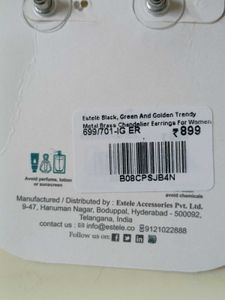 Estele Black, Green And Golden Trendy
Metal Brass Chandelier Earrings For Women
699/701-IG ER ₹899
B08CPSJB4N
Avoid perfume, lotion
or sunscreen
avoid chemicals
Manufactured / Distributed by : Estele Accessories Pvt. Ltd.
9-47, Hanuman Nagar, Boduppal, Hyderabad - 500092,
Telangana, India
contact us : info@estele.co 9121022888
Follow us on: